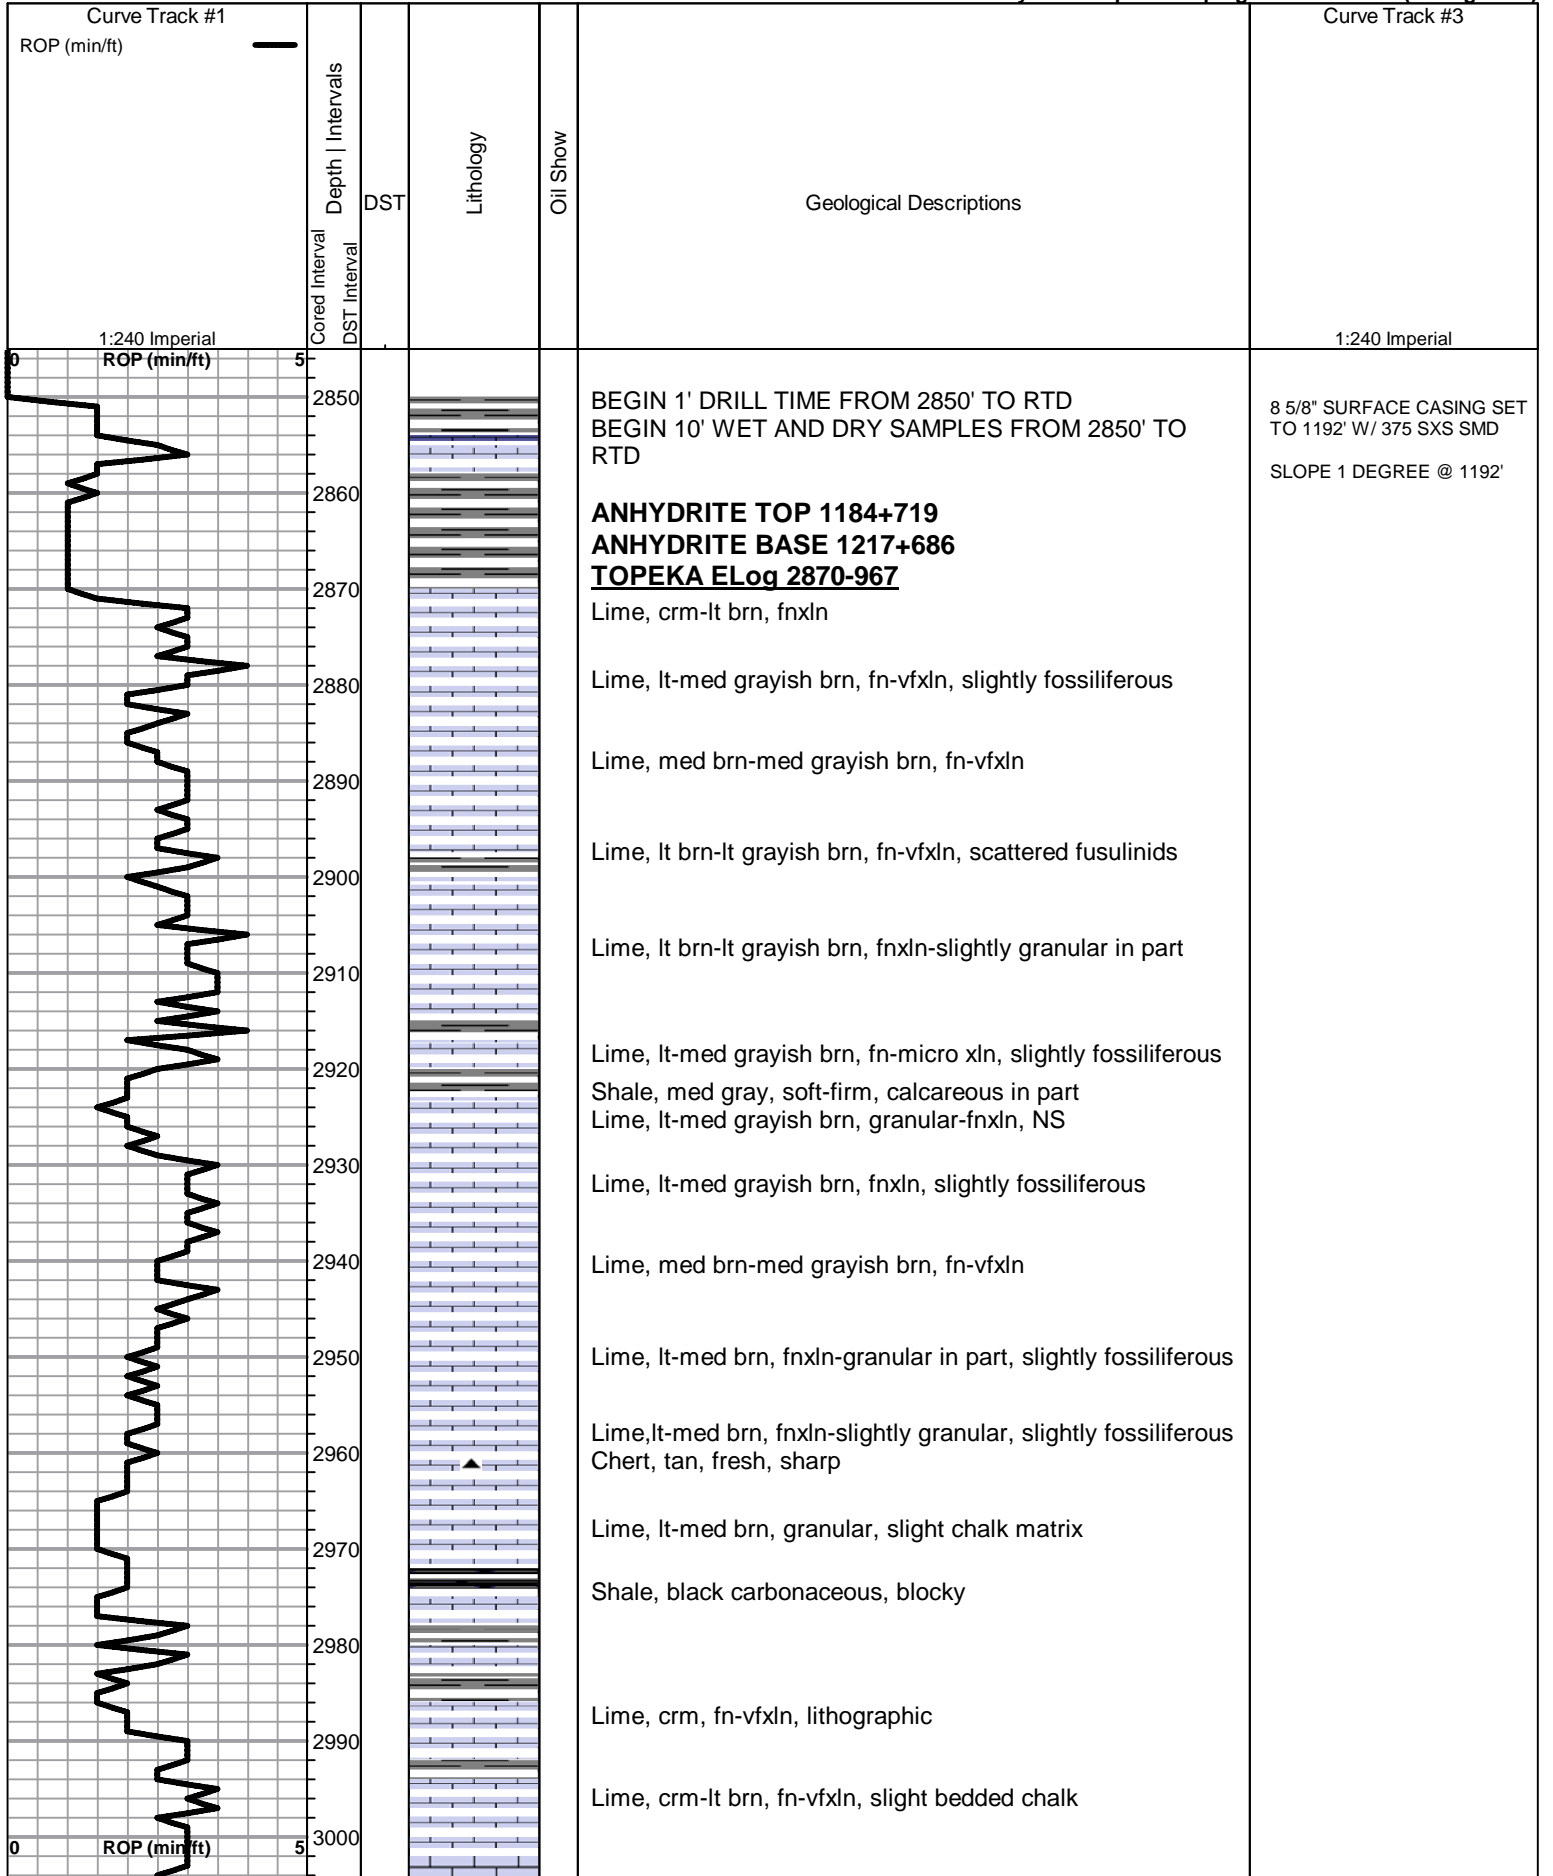 Curve Track #1
ROP (min/ft)
Depth | Intervals
Cored Interval
DST Interval
DST
Lithology
Oil Show
Geological Descriptions
Curve Track #3
1:240 Imperial
1:240 Imperial
0 ROP (min/ft) 5
2850
2860
2870
2880
2890
2900
2910
2920
2930
2940
2950
2960
2970
2980
2990
3000
0 ROP (min/ft) 5
BEGIN 1' DRILL TIME FROM 2850' TO RTD
BEGIN 10' WET AND DRY SAMPLES FROM 2850' TO
RTD
ANHYDRITE TOP 1184+719
ANHYDRITE BASE 1217+686
TOPEKA ELog 2870-967
Lime, crm-lt brn, fnxln
Lime, lt-med grayish brn, fn-vfxln, slightly fossiliferous
Lime, med brn-med grayish brn, fn-vfxln
Lime, lt brn-lt grayish brn, fn-vfxln, scattered fusulinids
Lime, lt brn-lt grayish brn, fnxln-slightly granular in part
Lime, lt-med grayish brn, fn-micro xln, slightly fossiliferous
Shale, med gray, soft-firm, calcareous in part
Lime, lt-med grayish brn, granular-fnxln, NS
Lime, lt-med grayish brn, fnxln, slightly fossiliferous
Lime, med brn-med grayish brn, fn-vfxln
Lime, lt-med brn, fnxln-granular in part, slightly fossiliferous
Lime,lt-med brn, fnxln-slightly granular, slightly fossiliferous
Chert, tan, fresh, sharp
Lime, lt-med brn, granular, slight chalk matrix
Shale, black carbonaceous, blocky
Lime, crm, fn-vfxln, lithographic
Lime, crm-lt brn, fn-vfxln, slight bedded chalk
8 5/8" SURFACE CASING SET
TO 1192' W/ 375 SXS SMD
SLOPE 1 DEGREE @ 1192'